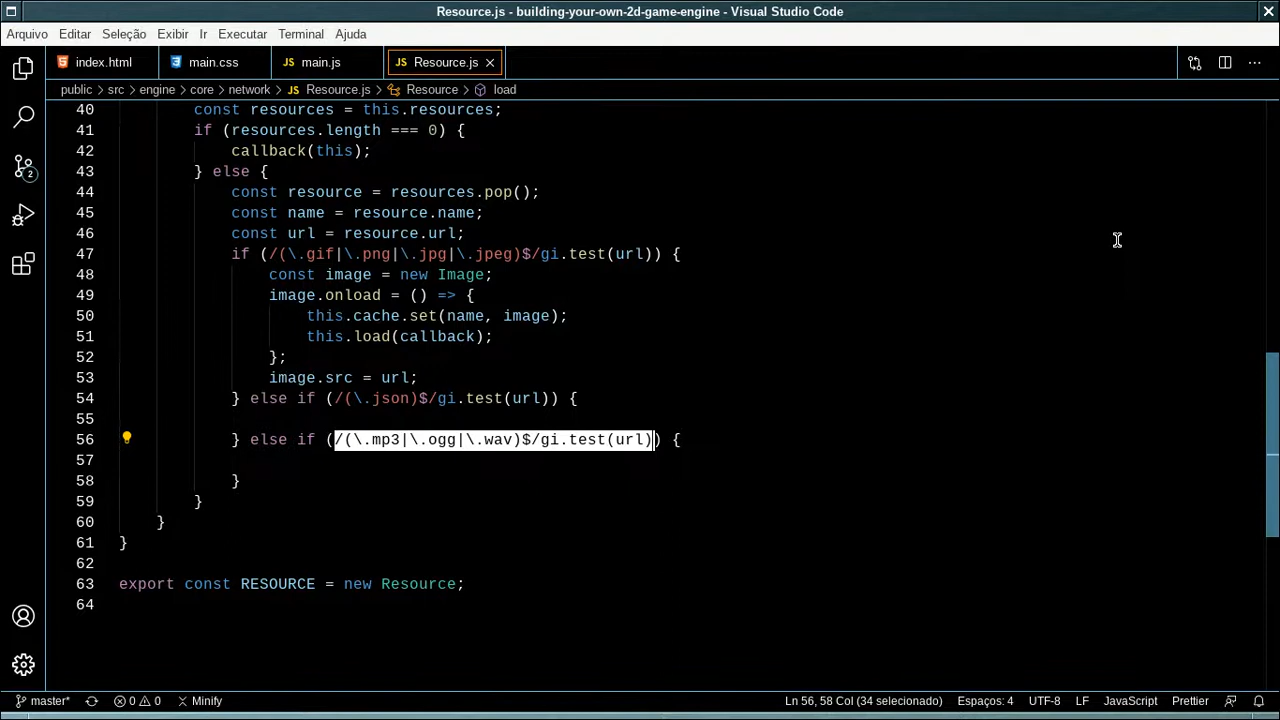 Resource.js - building-your-own-2d-game-engine - Visual Studio Code
Arquivo Editar Seleção Exibir Ir Executar Terminal Ajuda
index.html main.css JS main.js JS Resource.js
public > src > engine > core > network > JS Resource.js > Resource > load
40 const resources = this.resources;
41 if (resources.length === 0) {
42 callback(this);
43 } else {
44 const resource = resources.pop();
45 const name = resource.name;
46 const url = resource.url;
47 if (/(\.gif|\.png|\.jpg|\.jpeg)$/gi.test(url)) {
48 const image = new Image;
49 image.onload = () => {
50 this.cache.set(name, image);
51 this.load(callback);
52 };
53 image.src = url;
54 } else if (/(\.json)$/gi.test(url)) {
55
56 } else if (/(\.mp3|\.ogg|\.wav)$/gi.test(url)) {
57
58 }
59 }
60 }
61 }
62
63 export const RESOURCE = new Resource;
64
2
master* 0 0 Minify Ln 56, 58 Col (34 selecionado) Espaços: 4 UTF-8 LF JavaScript Prettier